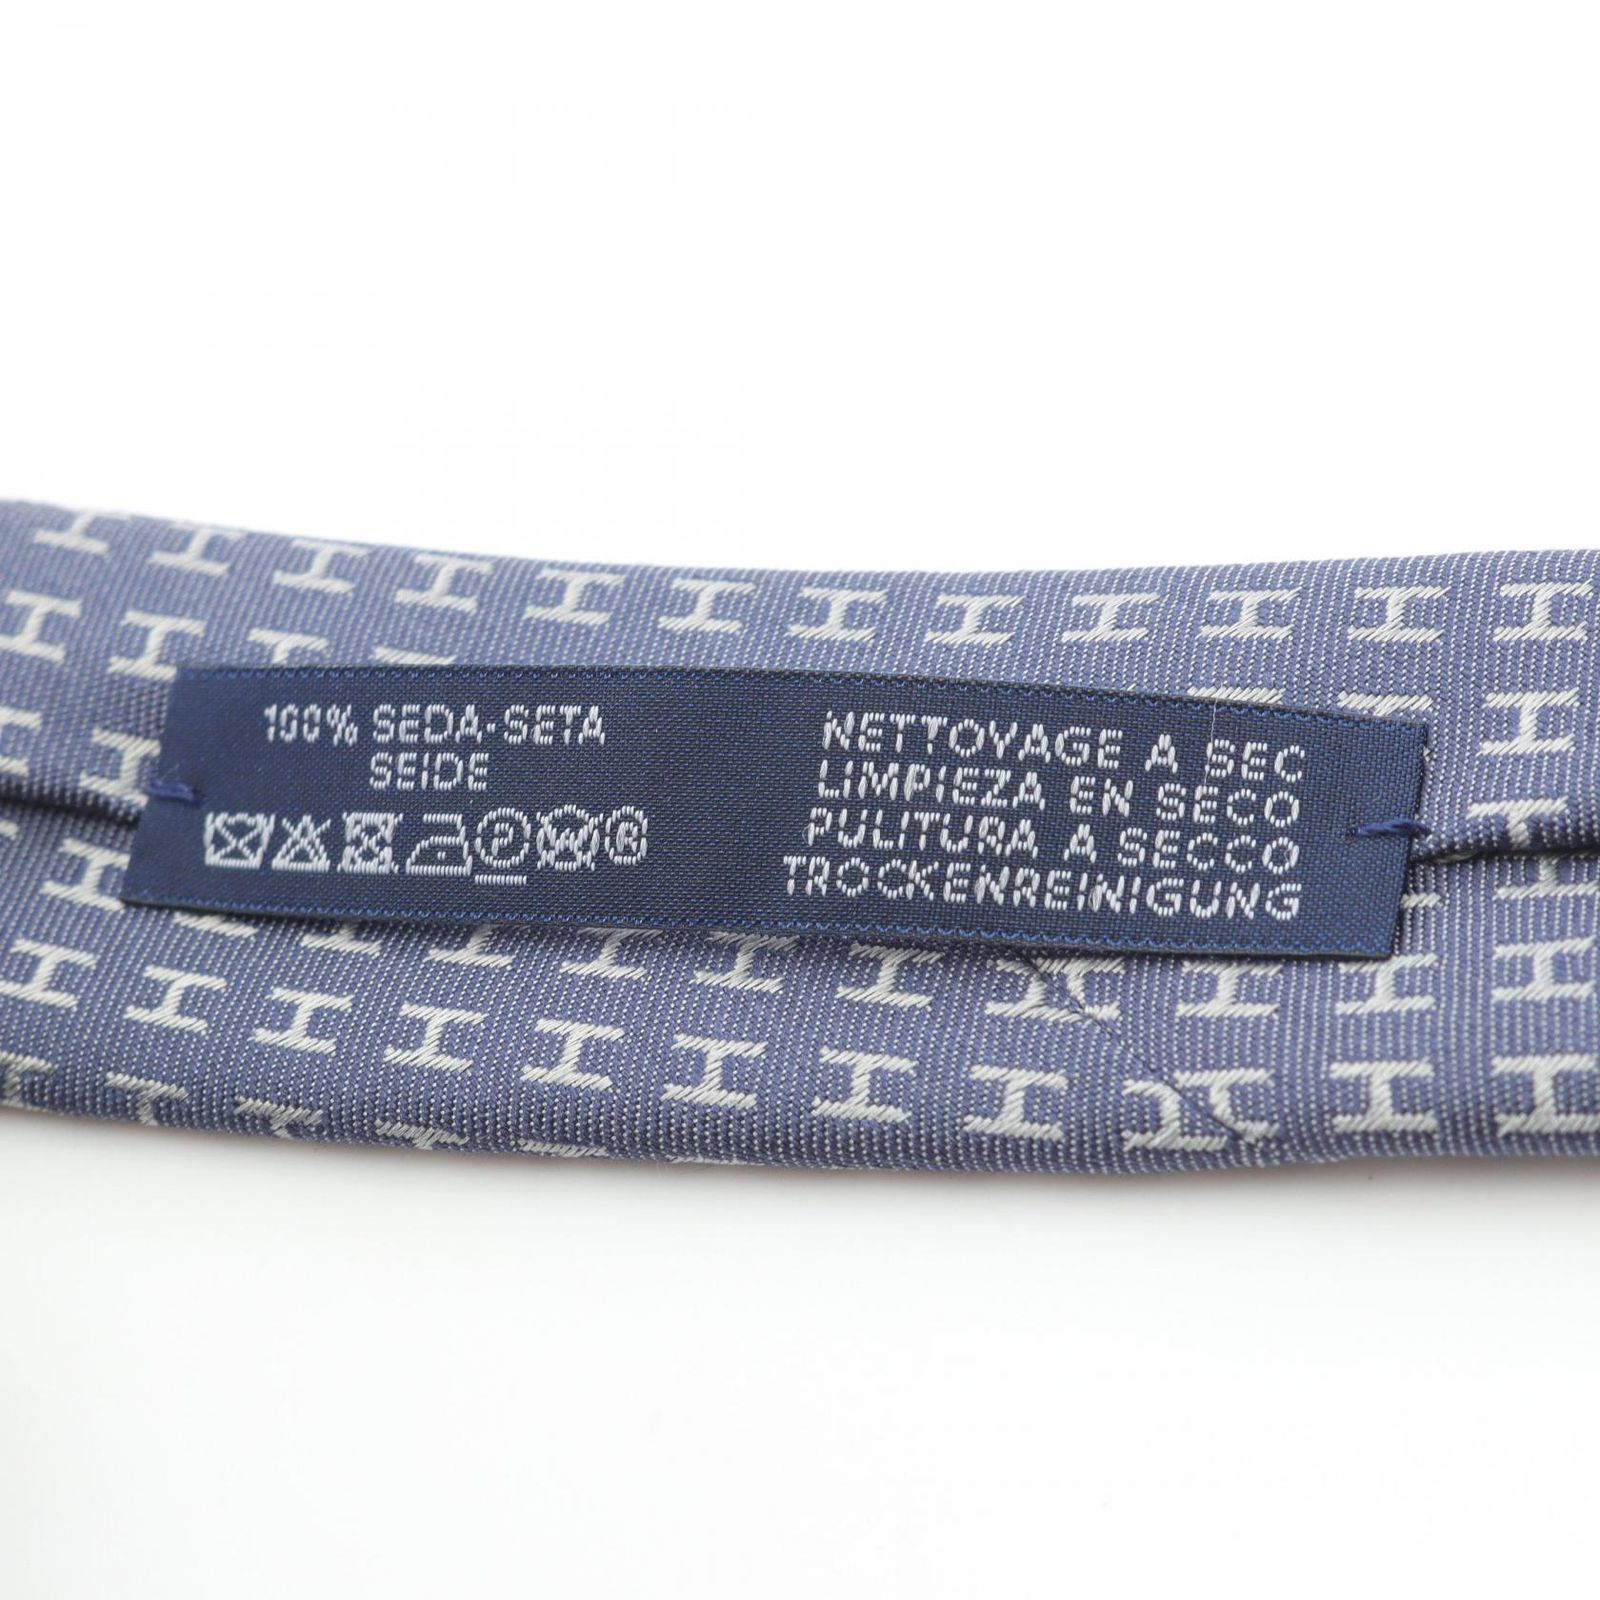 100% SEDA-SETA
SEIDE
P W R
NETTOYAGE A SEC
LIMPIEZA EN SECO
PULITURA A SECCO
TROCKENREINIGUNG